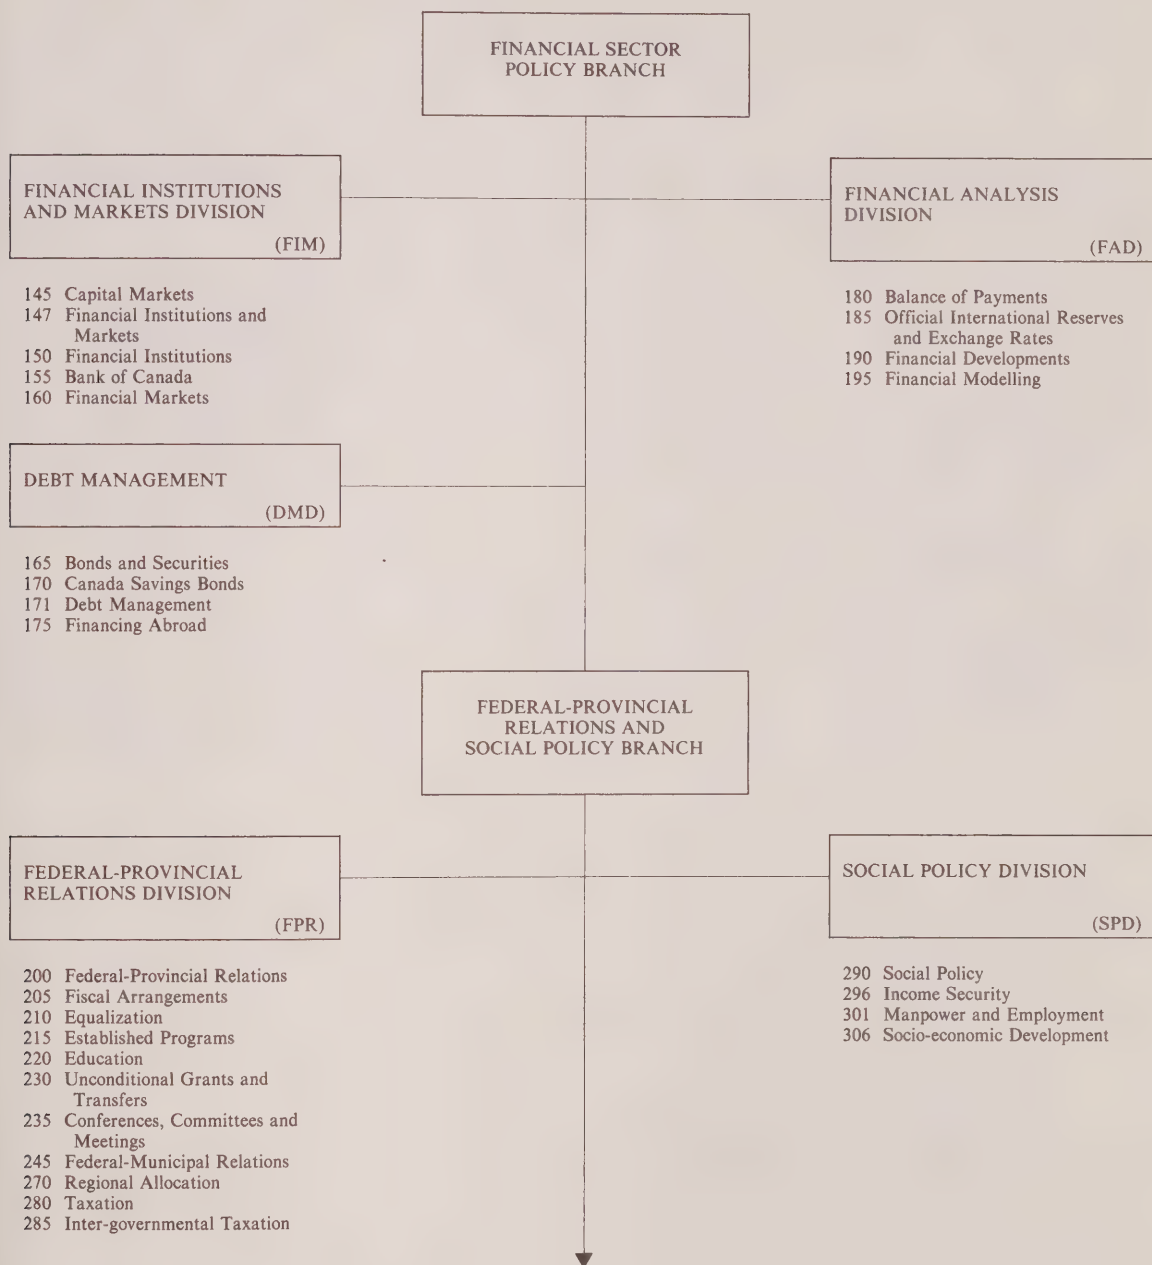 FINANCIAL SECTOR
POLICY BRANCH
FINANCIAL INSTITUTIONS
AND MARKETS DIVISION
(FIM)
145 Capital Markets
147 Financial Institutions and
Markets
150 Financial Institutions
155 Bank of Canada
160 Financial Markets
FINANCIAL ANALYSIS
DIVISION
(FAD)
180 Balance of Payments
185 Official International Reserves
and Exchange Rates
190 Financial Developments
195 Financial Modelling
DEBT MANAGEMENT
(DMD)
165 Bonds and Securities
170 Canada Savings Bonds
171 Debt Management
175 Financing Abroad
FEDERAL-PROVINCIAL
RELATIONS AND
SOCIAL POLICY BRANCH
FEDERAL-PROVINCIAL
RELATIONS DIVISION
(FPR)
200 Federal-Provincial Relations
205 Fiscal Arrangements
210 Equalization
215 Established Programs
220 Education
230 Unconditional Grants and
Transfers
235 Conferences, Committees and
Meetings
245 Federal-Municipal Relations
270 Regional Allocation
280 Taxation
285 Inter-governmental Taxation
SOCIAL POLICY DIVISION
(SPD)
290 Social Policy
296 Income Security
301 Manpower and Employment
306 Socio-economic Development